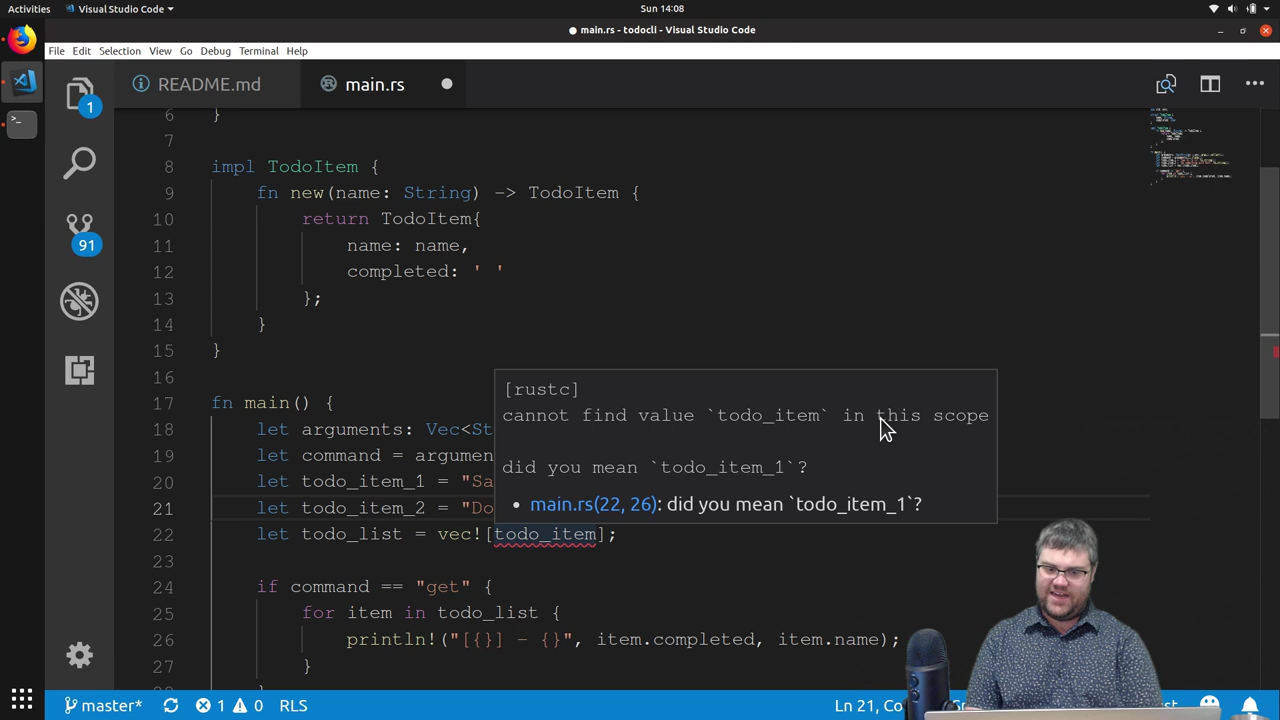 Activities
Visual Studio Code
Sun 14:08
● main.rs - todocli - Visual Studio Code
File Edit Selection View Go Debug Terminal Help
README.md
main.rs
1
91
6 }
7
8 impl TodoItem {
9 fn new(name: String) -> TodoItem {
10 return TodoItem{
11 name: name,
12 completed: ' '
13 };
14 }
15 }
16
17 fn main() {
18 let arguments: Vec<St
19 let command = argumen
20 let todo_item_1 = "Sa
21 let todo_item_2 = "Do
22 let todo_list = vec![todo_item];
23
24 if command == "get" {
25 for item in todo_list {
26 println!("[{}] - {}", item.completed, item.name);
27 }
[rustc]
cannot find value `todo_item` in this scope
did you mean `todo_item_1`?
• main.rs(22, 26): did you mean `todo_item_1`?
master* 1 0 RLS
Ln 21, Co